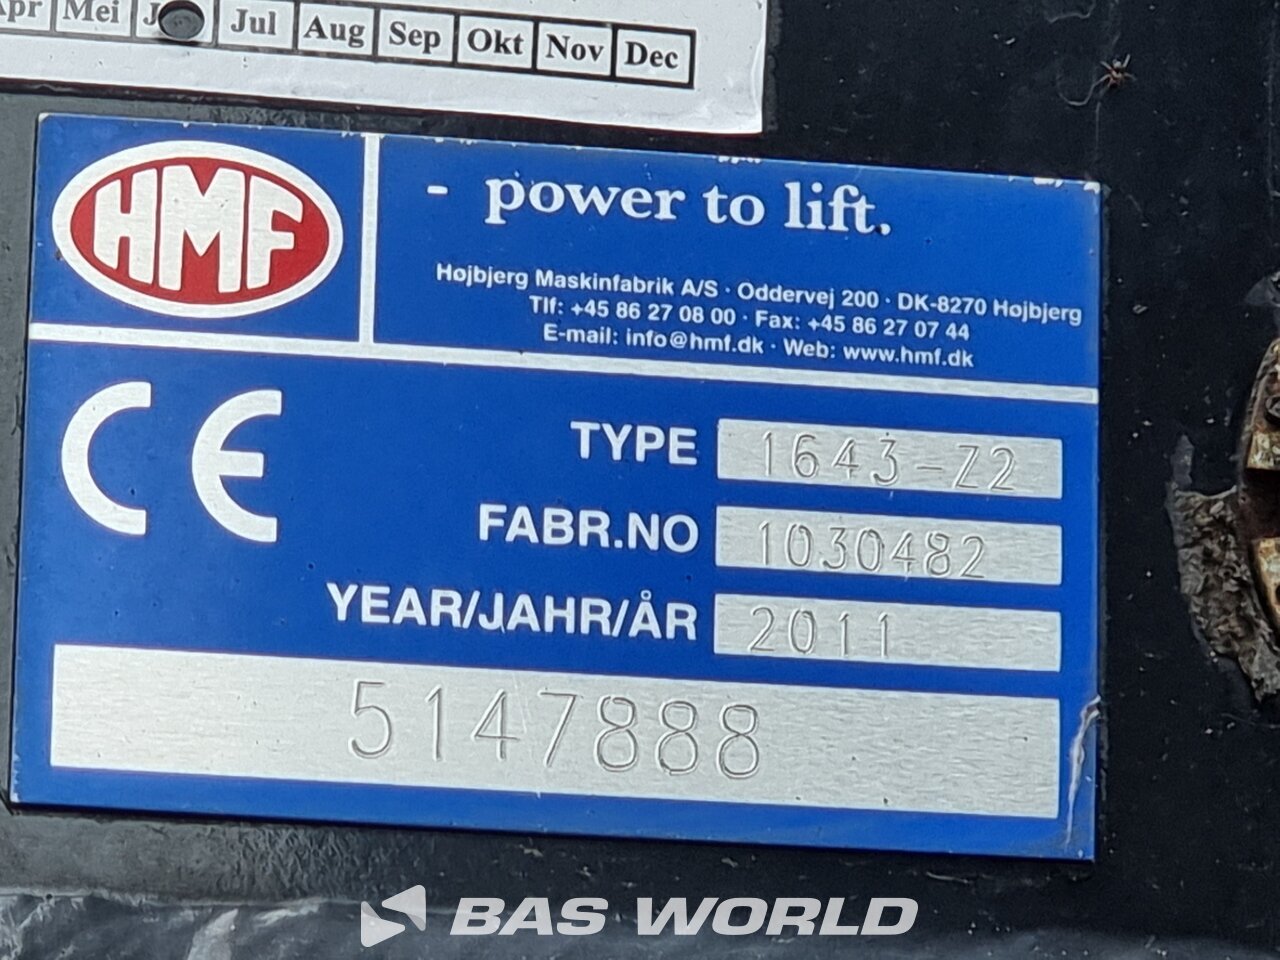 Apr Mei Jul Aug Sep Okt Nov Dec
HMF
- power to lift.
Højbjerg Maskinfabrik A/S · Oddervej 200 · DK-8270 Højbjerg
Tlf: +45 86 27 08 00 · Fax: +45 86 27 07 44
E-mail: info@hmf.dk · Web: www.hmf.dk
CE
TYPE 1643-Z2
FABR.NO 1030482
YEAR/JAHR/ÅR 2011
5147888
BAS WORLD